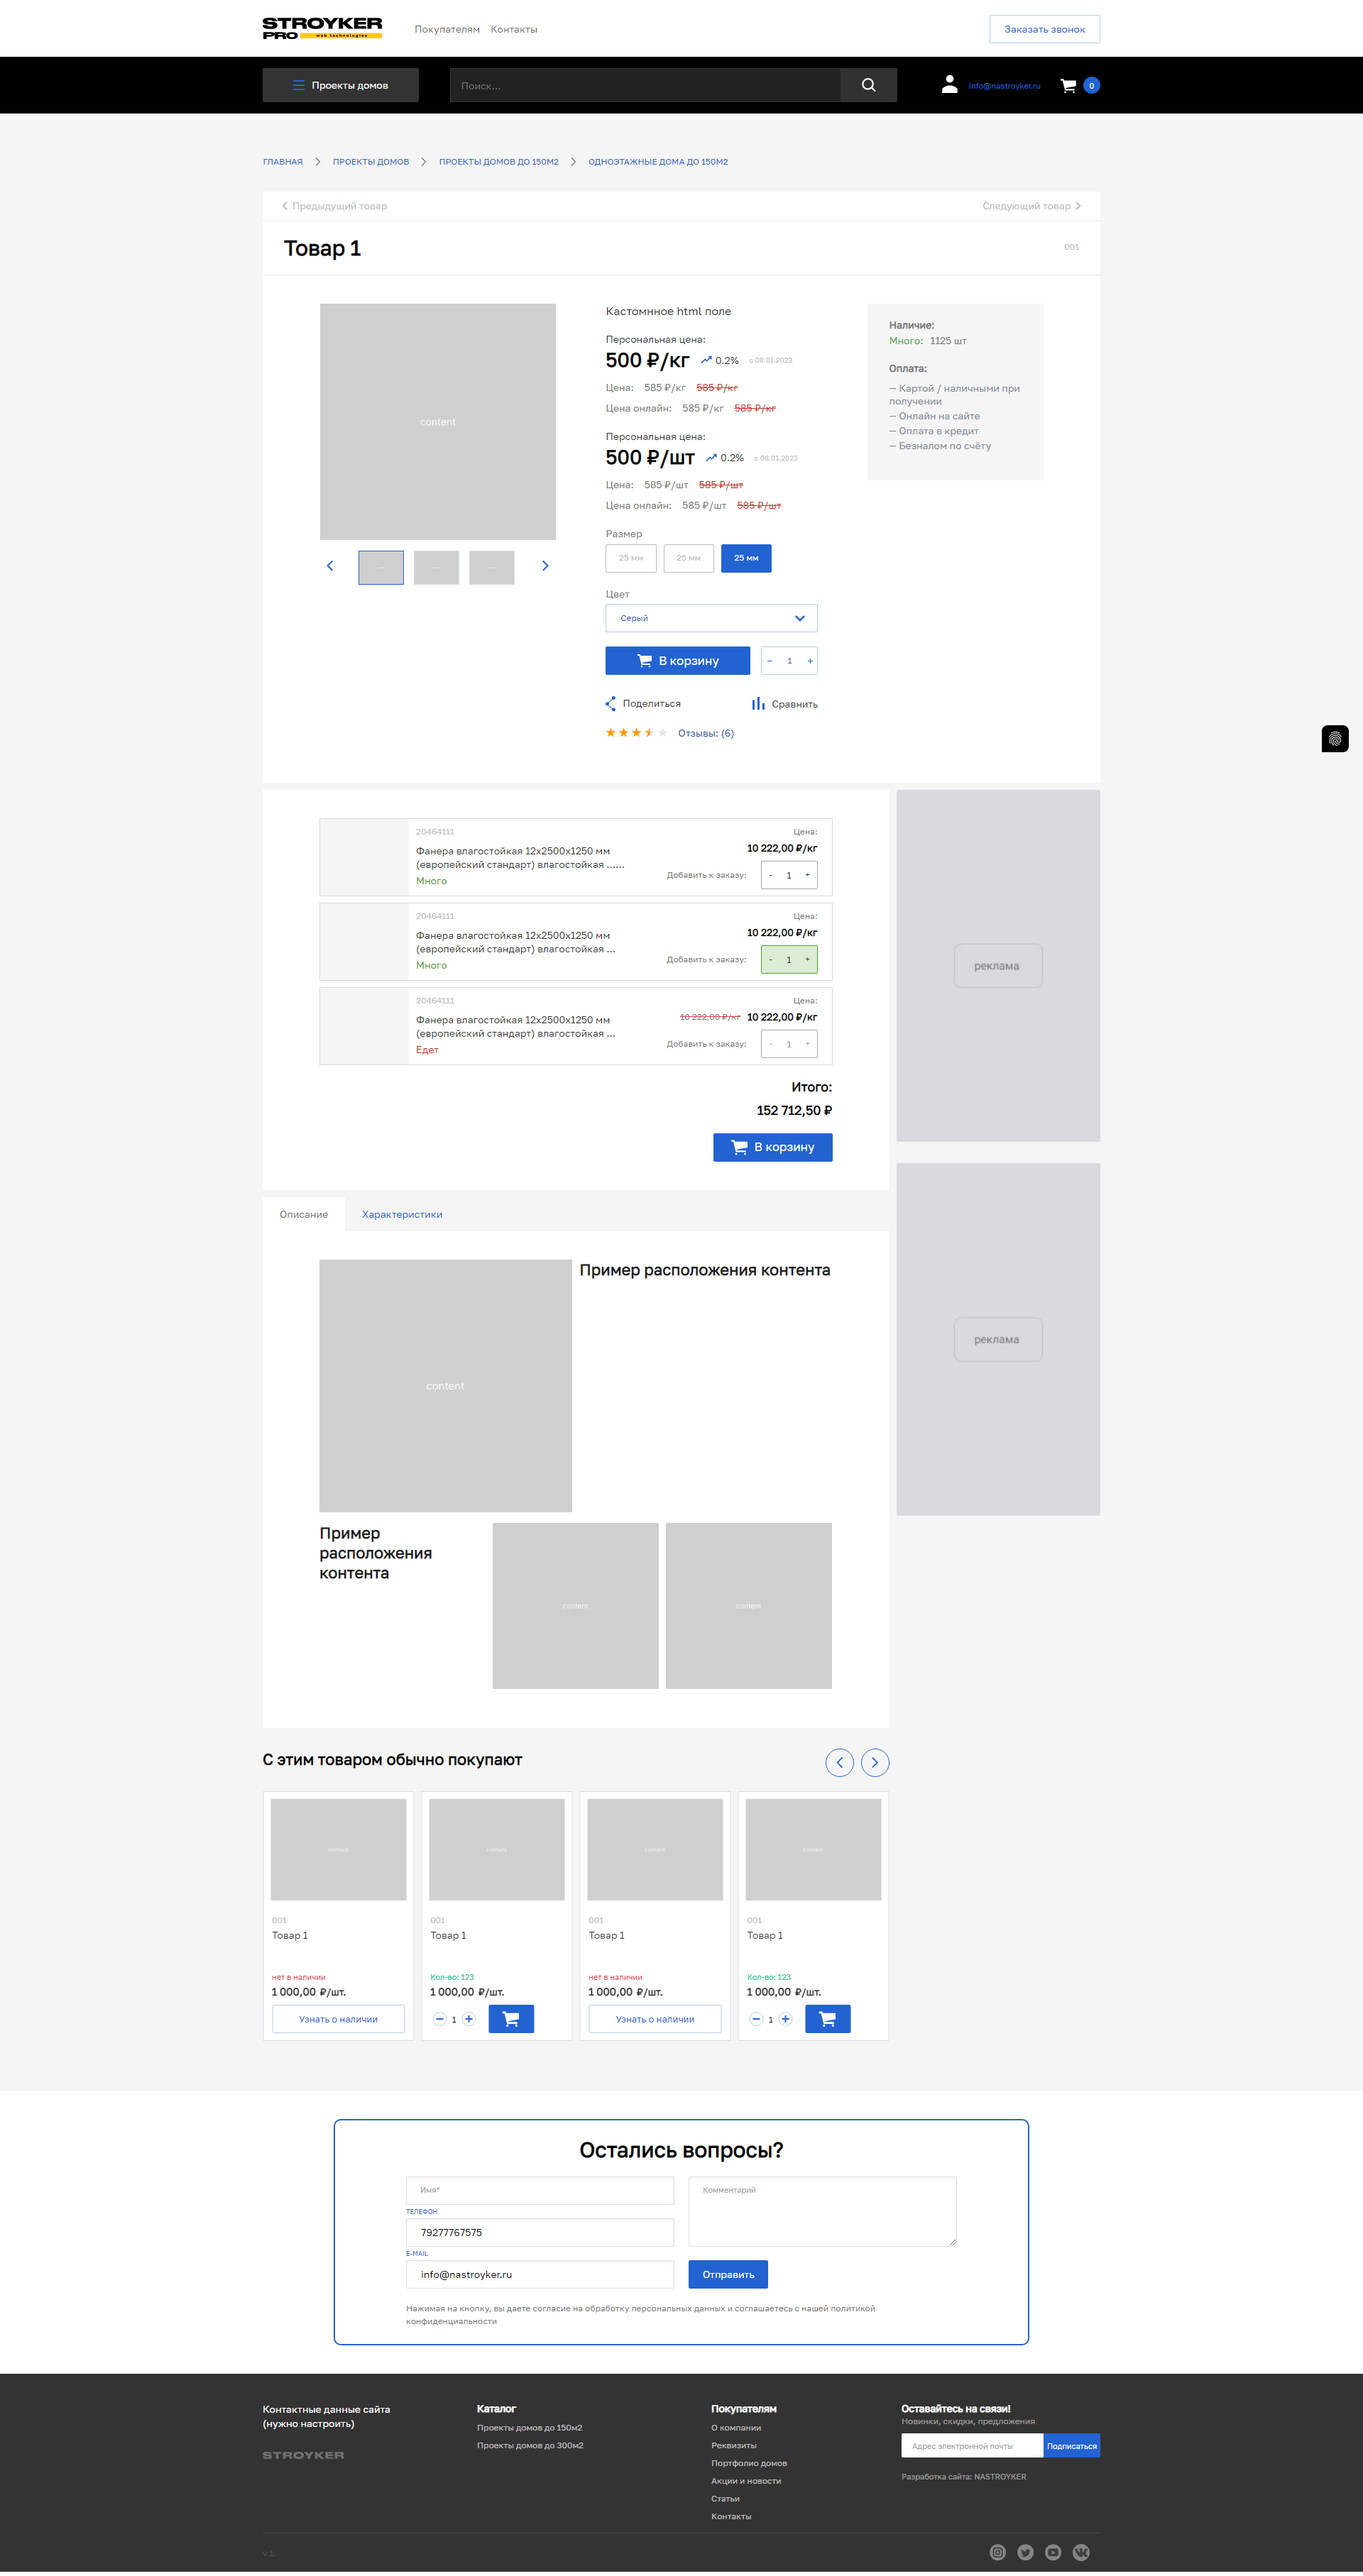 STROYKER
PRO web technologies
Покупателям Контакты
Заказать звонок
Проекты домов
Поиск...
info@nastroyker.ru
0
ГЛАВНАЯ ПРОЕКТЫ ДОМОВ ПРОЕКТЫ ДОМОВ ДО 150М2 ОДНОЭТАЖНЫЕ ДОМА ДО 150М2
Предыдущий товар
Следующий товар
Товар 1
001
content
Кастомнное html поле
Персональная цена:
500 ₽/кг 0.2% с 08.01.2023
Цена: 585 ₽/кг 585 ₽/кг
Цена онлайн: 585 ₽/кг 585 ₽/кг
Персональная цена:
500 ₽/шт 0.2% с 08.01.2023
Цена: 585 ₽/шт 585 ₽/шт
Цена онлайн: 585 ₽/шт 585 ₽/шт
Размер
25 мм 25 мм 25 мм
Цвет
Серый
В корзину
– 1 +
Поделиться Сравнить
Отзывы: (6)
Наличие:
Много: 1125 шт
Оплата:
— Картой / наличными при
получении
— Онлайн на сайте
— Оплата в кредит
— Безналом по счёту
20464111
Фанера влагостойкая 12х2500х1250 мм
(европейский стандарт) влагостойкая ......
Много
Цена:
10 222,00 ₽/кг
Добавить к заказу: - 1 +
20464111
Фанера влагостойкая 12х2500х1250 мм
(европейский стандарт) влагостойкая ...
Много
Цена:
10 222,00 ₽/кг
Добавить к заказу: - 1 +
20464111
Фанера влагостойкая 12х2500х1250 мм
(европейский стандарт) влагостойкая ...
Едет
Цена:
10 222,00 ₽/кг 10 222,00 ₽/кг
Добавить к заказу: - 1 +
Итого:
152 712,50 ₽
В корзину
реклама
реклама
Описание Характеристики
content
Пример расположения контента
Пример
расположения
контента
content
content
С этим товаром обычно покупают
content
001
Товар 1
нет в наличии
1 000,00 ₽/шт.
Узнать о наличии
content
001
Товар 1
Кол-во: 123
1 000,00 ₽/шт.
1
content
001
Товар 1
нет в наличии
1 000,00 ₽/шт.
Узнать о наличии
content
001
Товар 1
Кол-во: 123
1 000,00 ₽/шт.
1
Остались вопросы?
Имя*
ТЕЛЕФОН
79277767575
E-MAIL
info@nastroyker.ru
Комментарий
Отправить
Нажимая на кнопку, вы даете согласие на обработку персональных данных и соглашаетесь с нашей политикой
конфиденциальности
Контактные данные сайта
(нужно настроить)
STROYKER
Каталог
Проекты домов до 150м2
Проекты домов до 300м2
Покупателям
О компании
Реквизиты
Портфолио домов
Акции и новости
Статьи
Контакты
Оставайтесь на связи!
Новинки, скидки, предложения
Адрес электронной почты
Подписаться
Разработка сайта: NASTROYKER